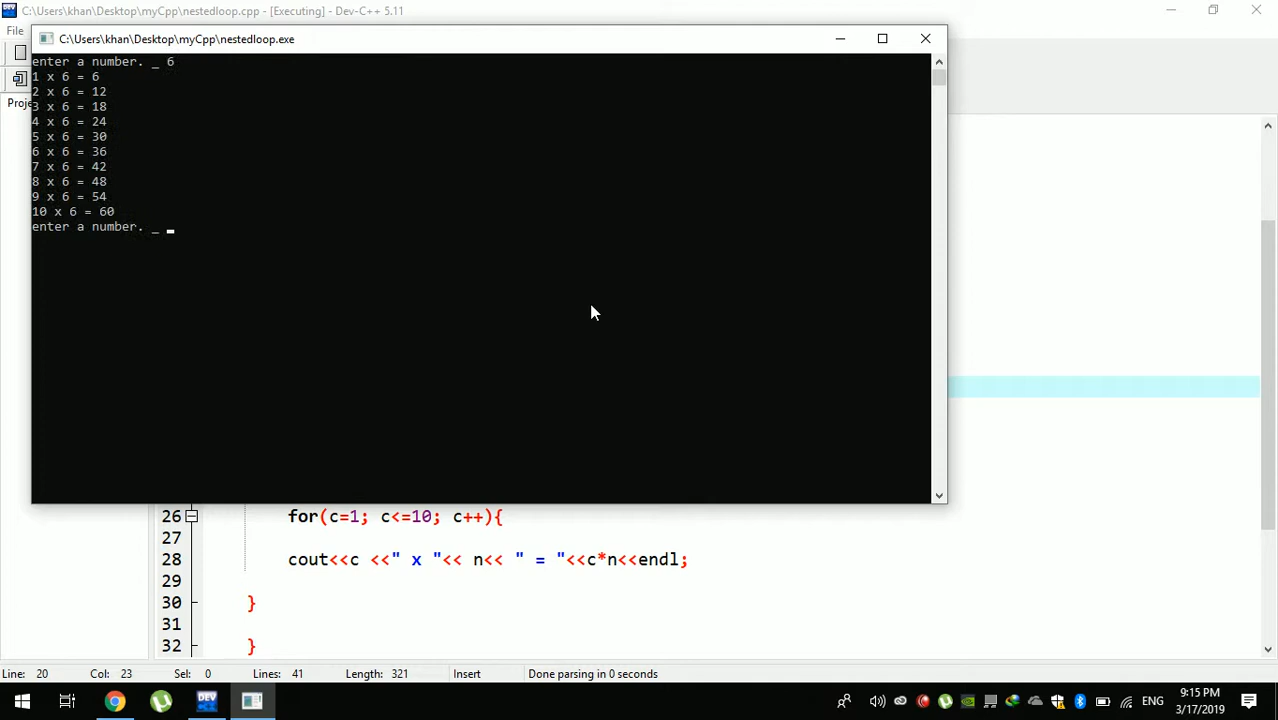 C:\Users\khan\Desktop\myCpp\nestedloop.cpp - [Executing] - Dev-C++ 5.11
File
C:\Users\khan\Desktop\myCpp\nestedloop.exe
Proje
enter a number. _ 6
1 x 6 = 6
2 x 6 = 12
3 x 6 = 18
4 x 6 = 24
5 x 6 = 30
6 x 6 = 36
7 x 6 = 42
8 x 6 = 48
9 x 6 = 54
10 x 6 = 60
enter a number. _
26 for(c=1; c<=10; c++){
27
28 cout<<c <<" x "<< n<< " = "<<c*n<<endl;
29
30 }
31
32 }
Line: 20 Col: 23 Sel: 0 Lines: 41 Length: 321 Insert Done parsing in 0 seconds
DEV
ENG
9:15 PM
3/17/2019